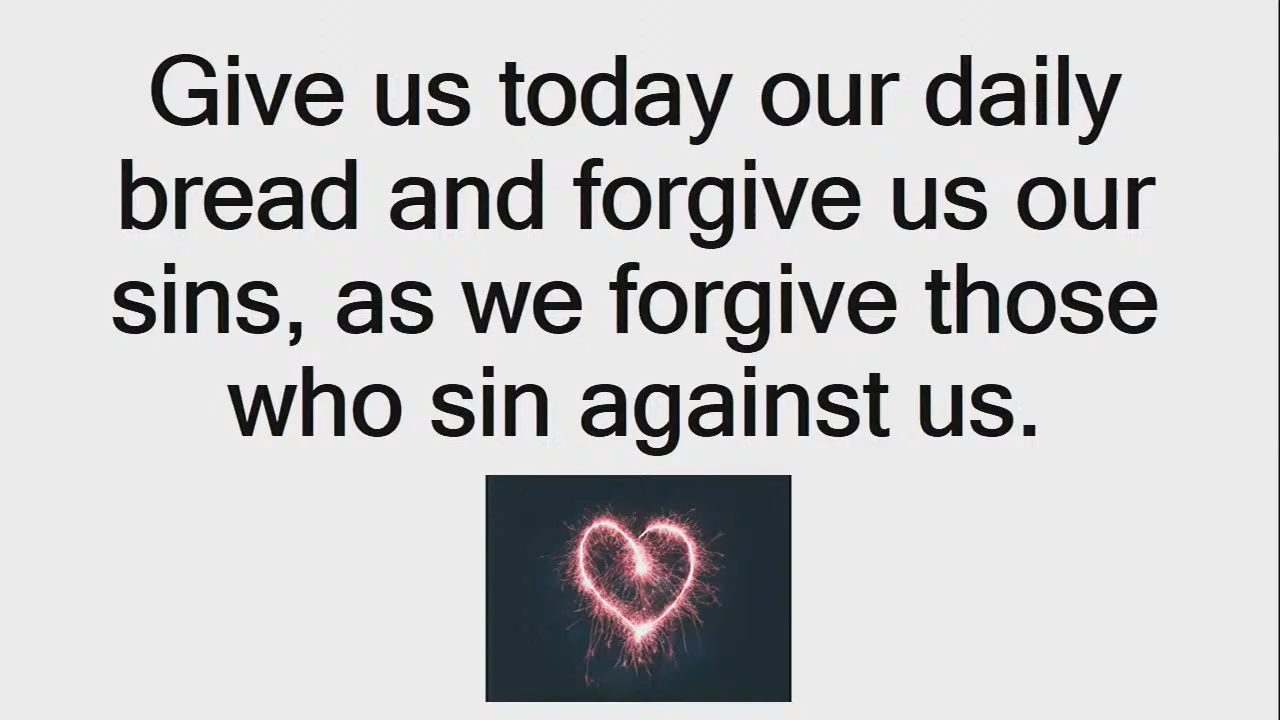 Give us today our daily
bread and forgive us our
sins, as we forgive those
who sin against us.